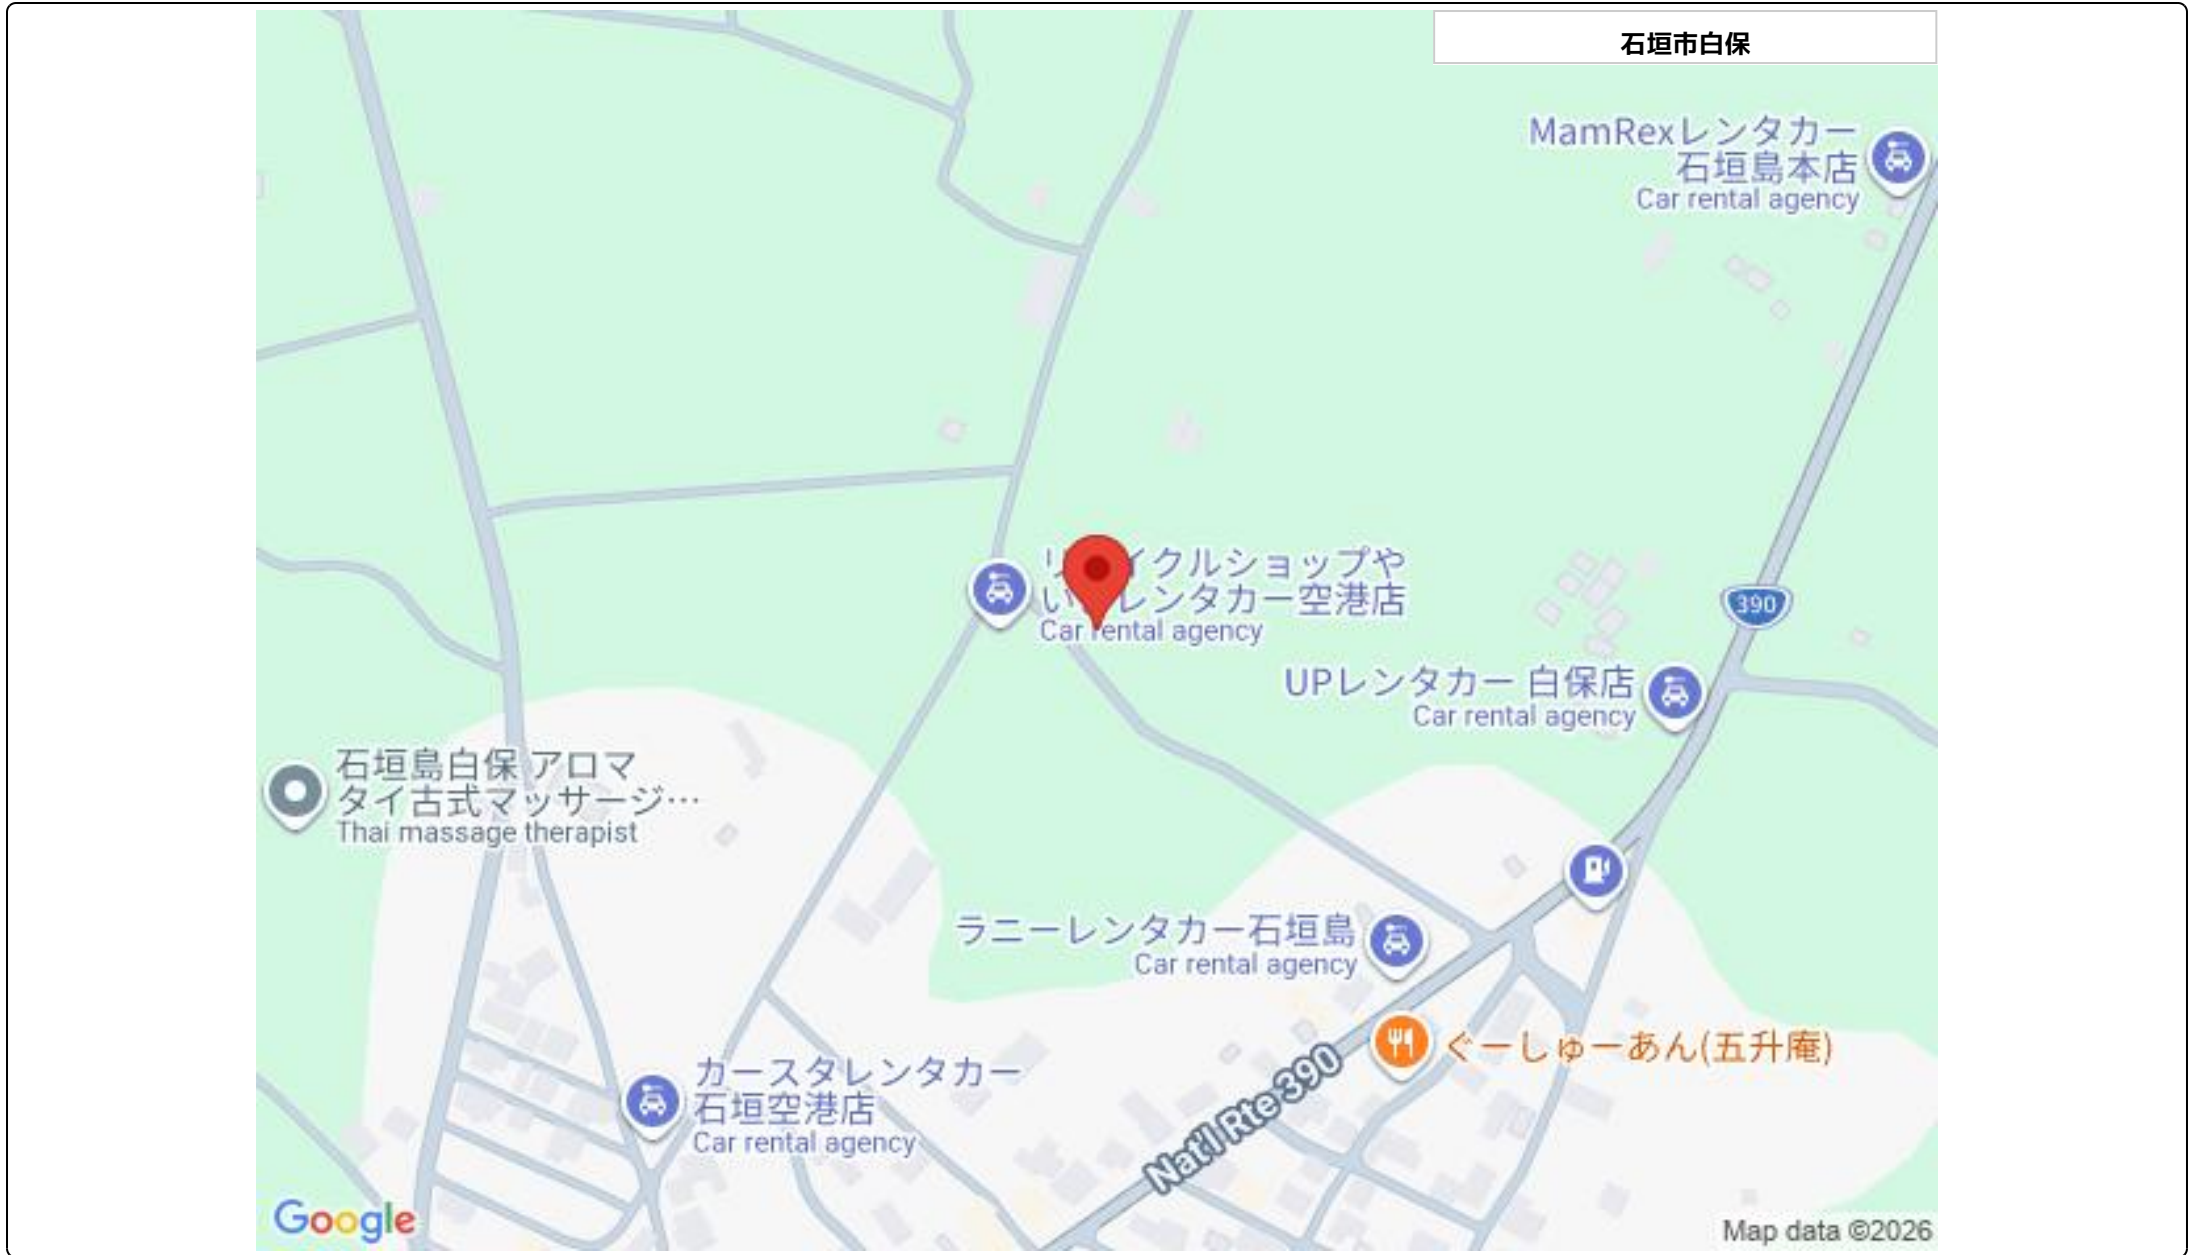 石垣市白保
MamRexレンタカー
石垣島本店
Car rental agency
イクルショップや
レンタカー空港店
Car rental agency
390
UPレンタカー 白保店
Car rental agency
石垣島白保 アロマ
タイ古式マッサージ…
Thai massage therapist
ラニーレンタカー石垣島
Car rental agency
ぐーしゅーあん(五升庵)
カースタレンタカー
石垣空港店
Car rental agency
Nat'l Rte 390
Google
Map data ©2026